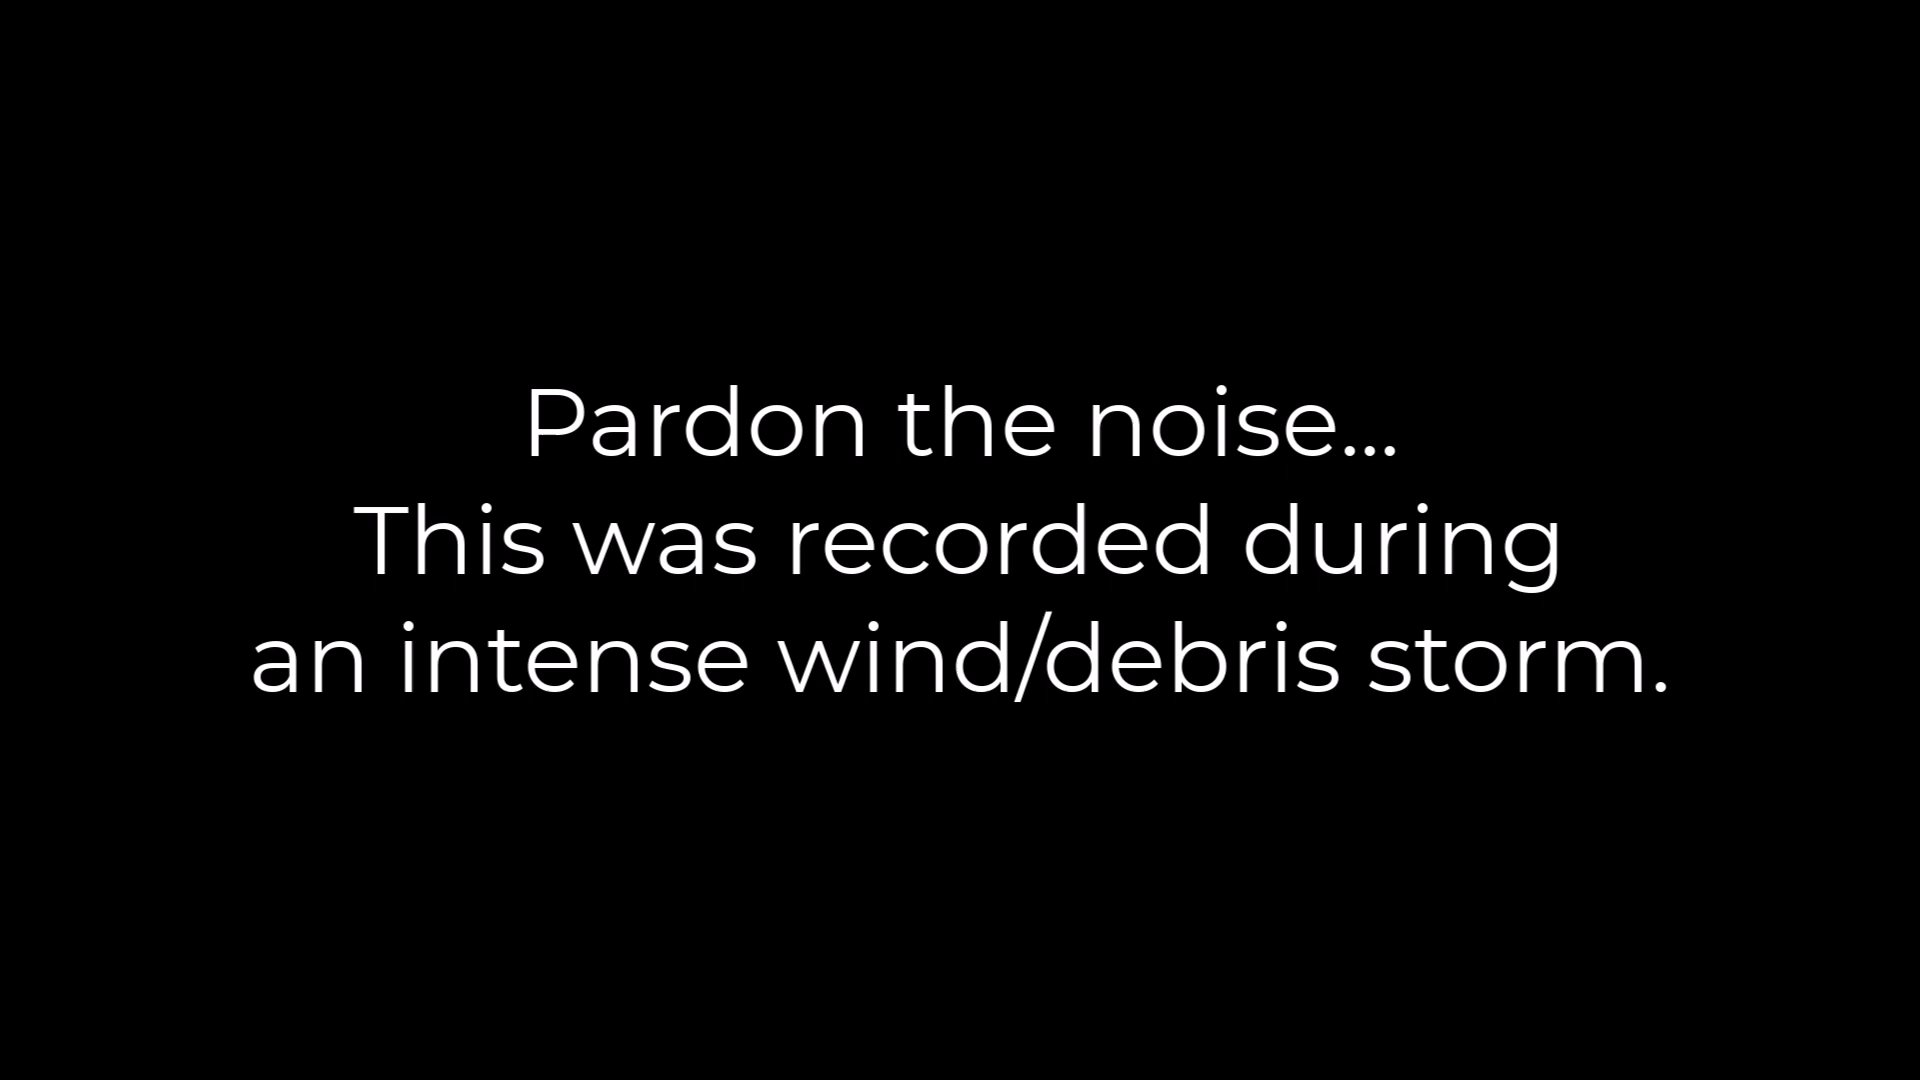 Pardon the noise...
This was recorded during
an intense wind/debris storm.